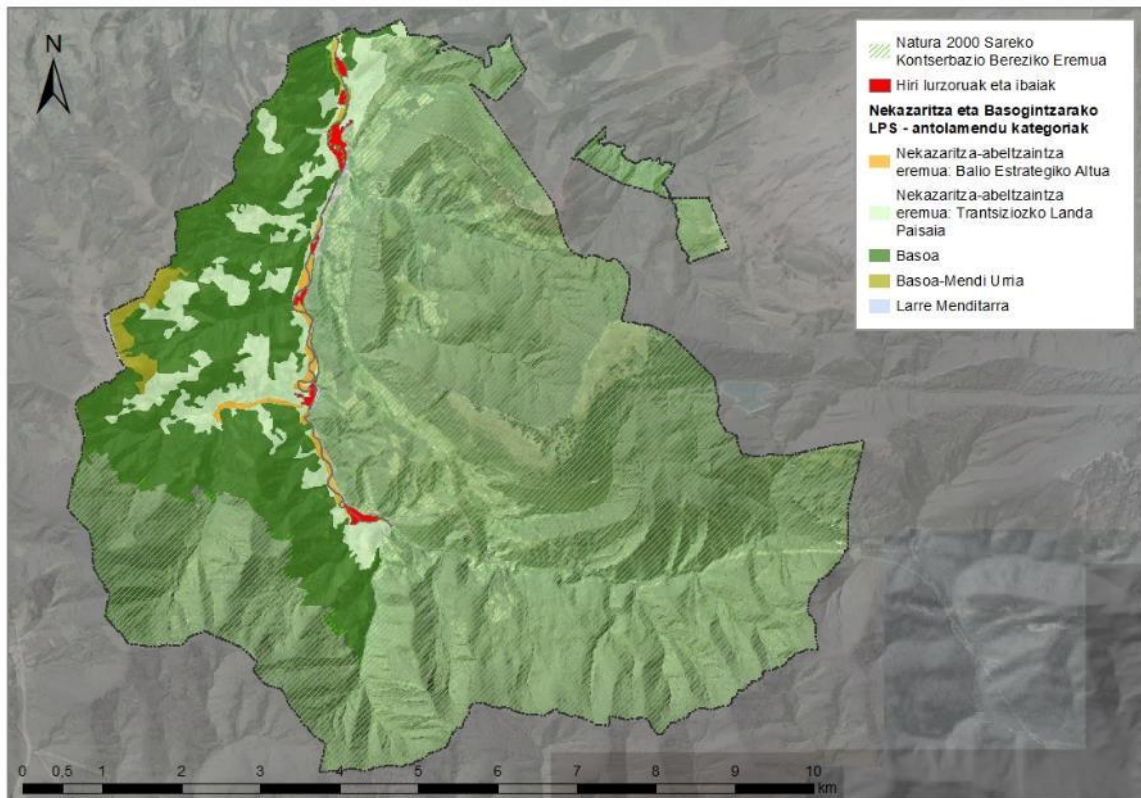 N
Natura 2000 Sareko
Kontserbazio Bereziko Eremua
Hiri lurzoruak eta ibaiak
Nekazaritza eta Basogintzarako
LPS - antolamendu kategoriak
Nekazaritza-abeltzaintza
eremua: Balio Estrategiko Altua
Nekazaritza-abeltzaintza
eremua: Trantsiziozko Landa
Paisaia
Basoa
Basoa-Mendi Urria
Larre Menditarra
0 0,5 1 2 3 4 5 6 7 8 9 10
km